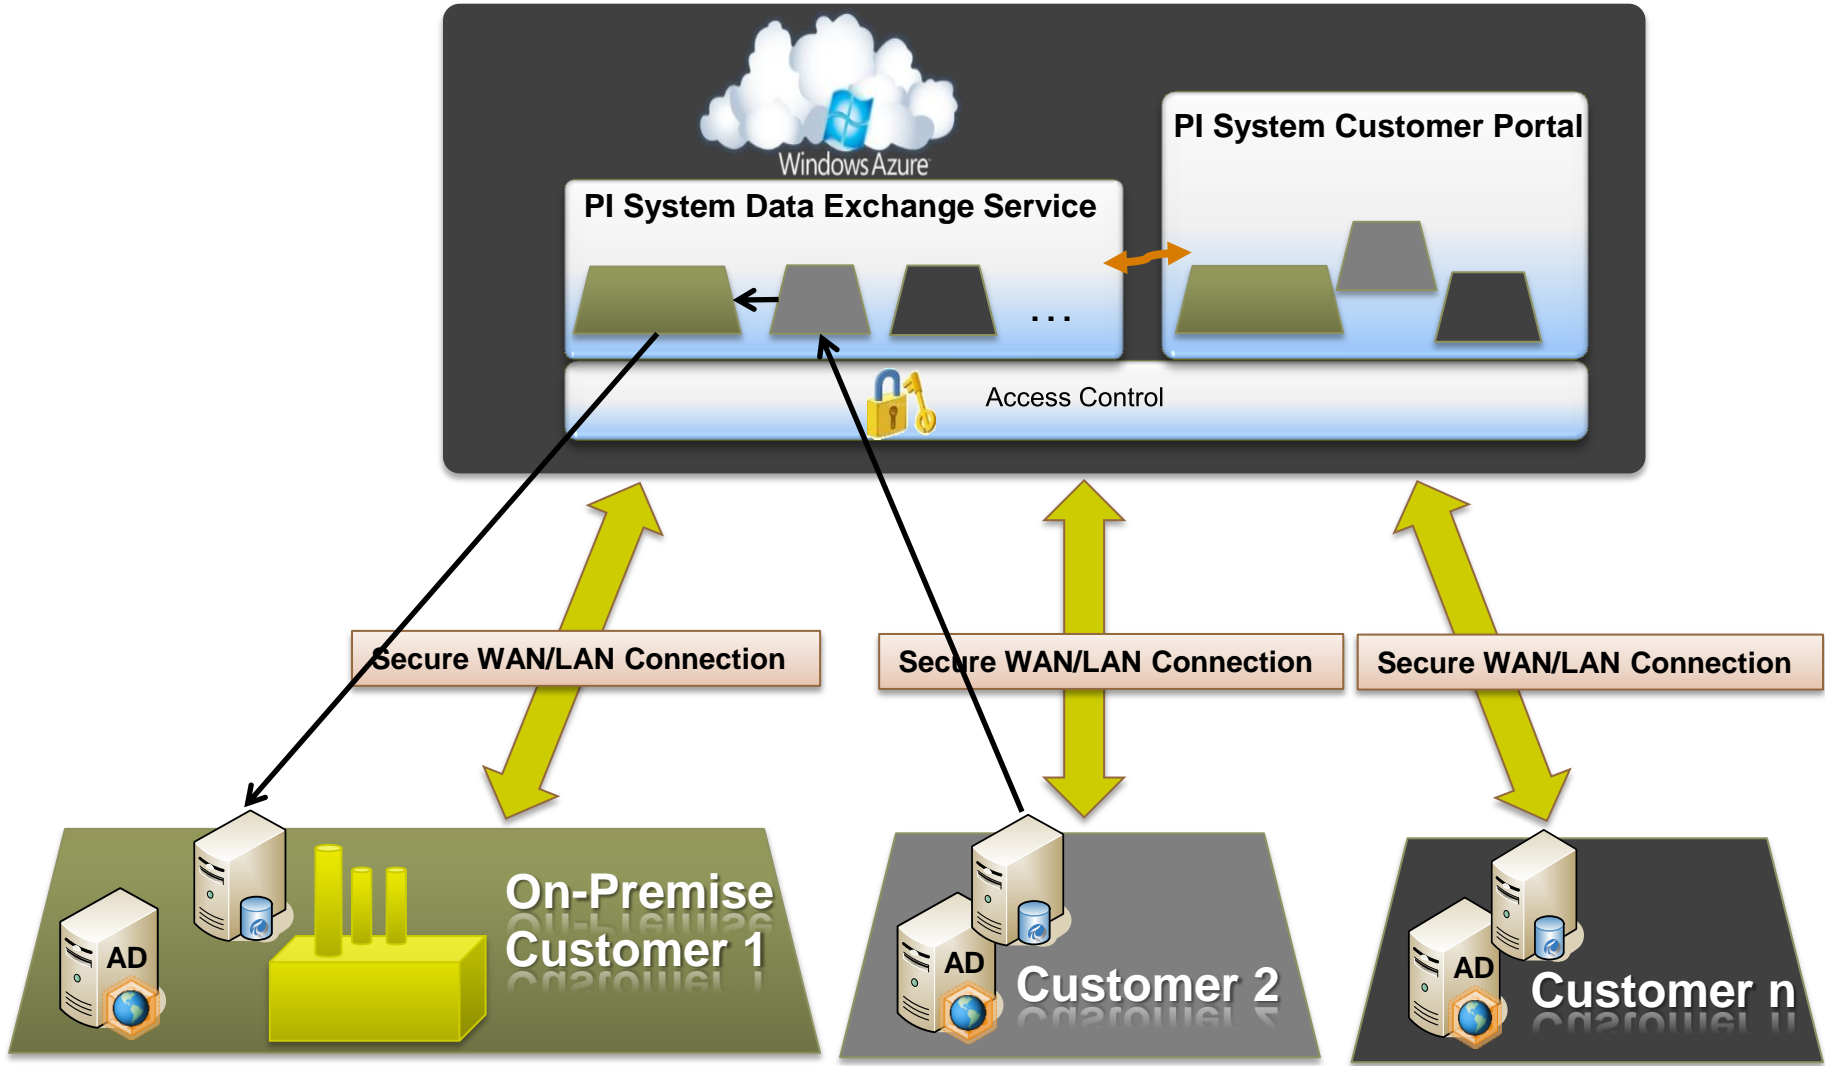 Windows Azure
PI System Customer Portal
PI System Data Exchange Service
...
Access Control
Secure WAN/LAN Connection
Secure WAN/LAN Connection
Secure WAN/LAN Connection
On-Premise
Customer 1
AD
Customer 2
AD
Customer n
AD